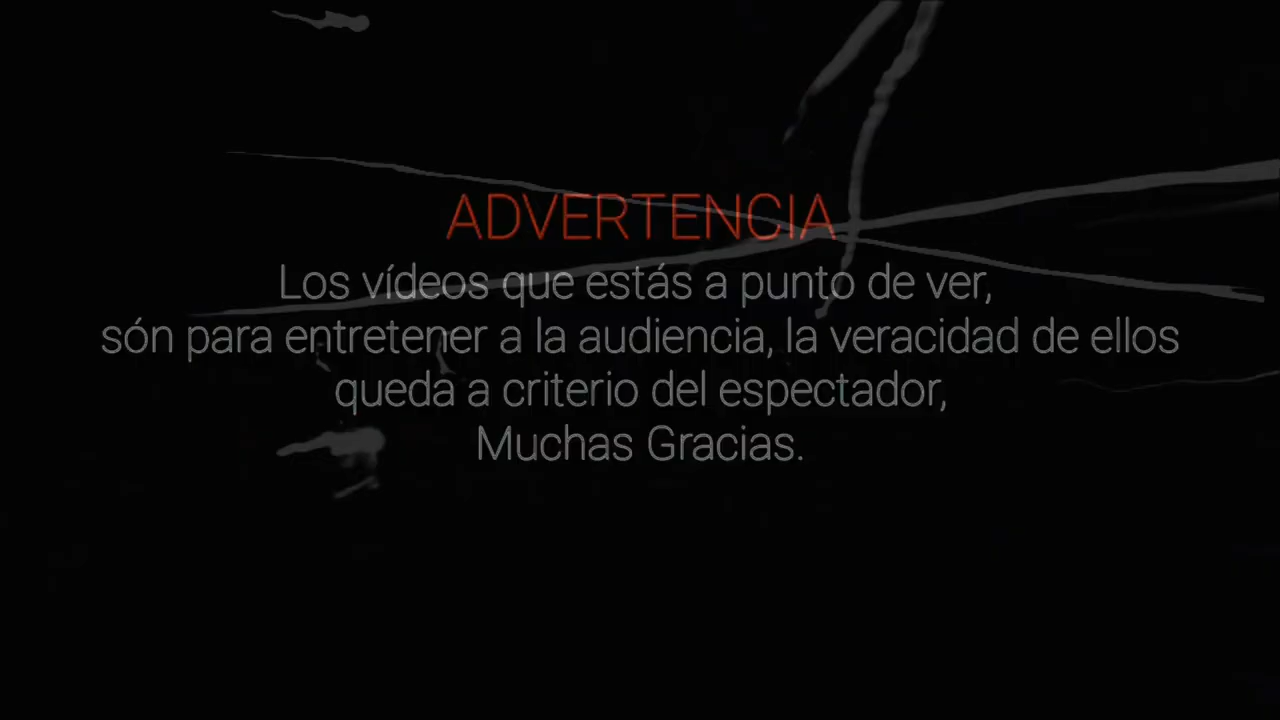 ADVERTENCIA
Los vídeos que estás a punto de ver,
són para entretener a la audiencia, la veracidad de ellos
queda a criterio del espectador,
Muchas Gracias.